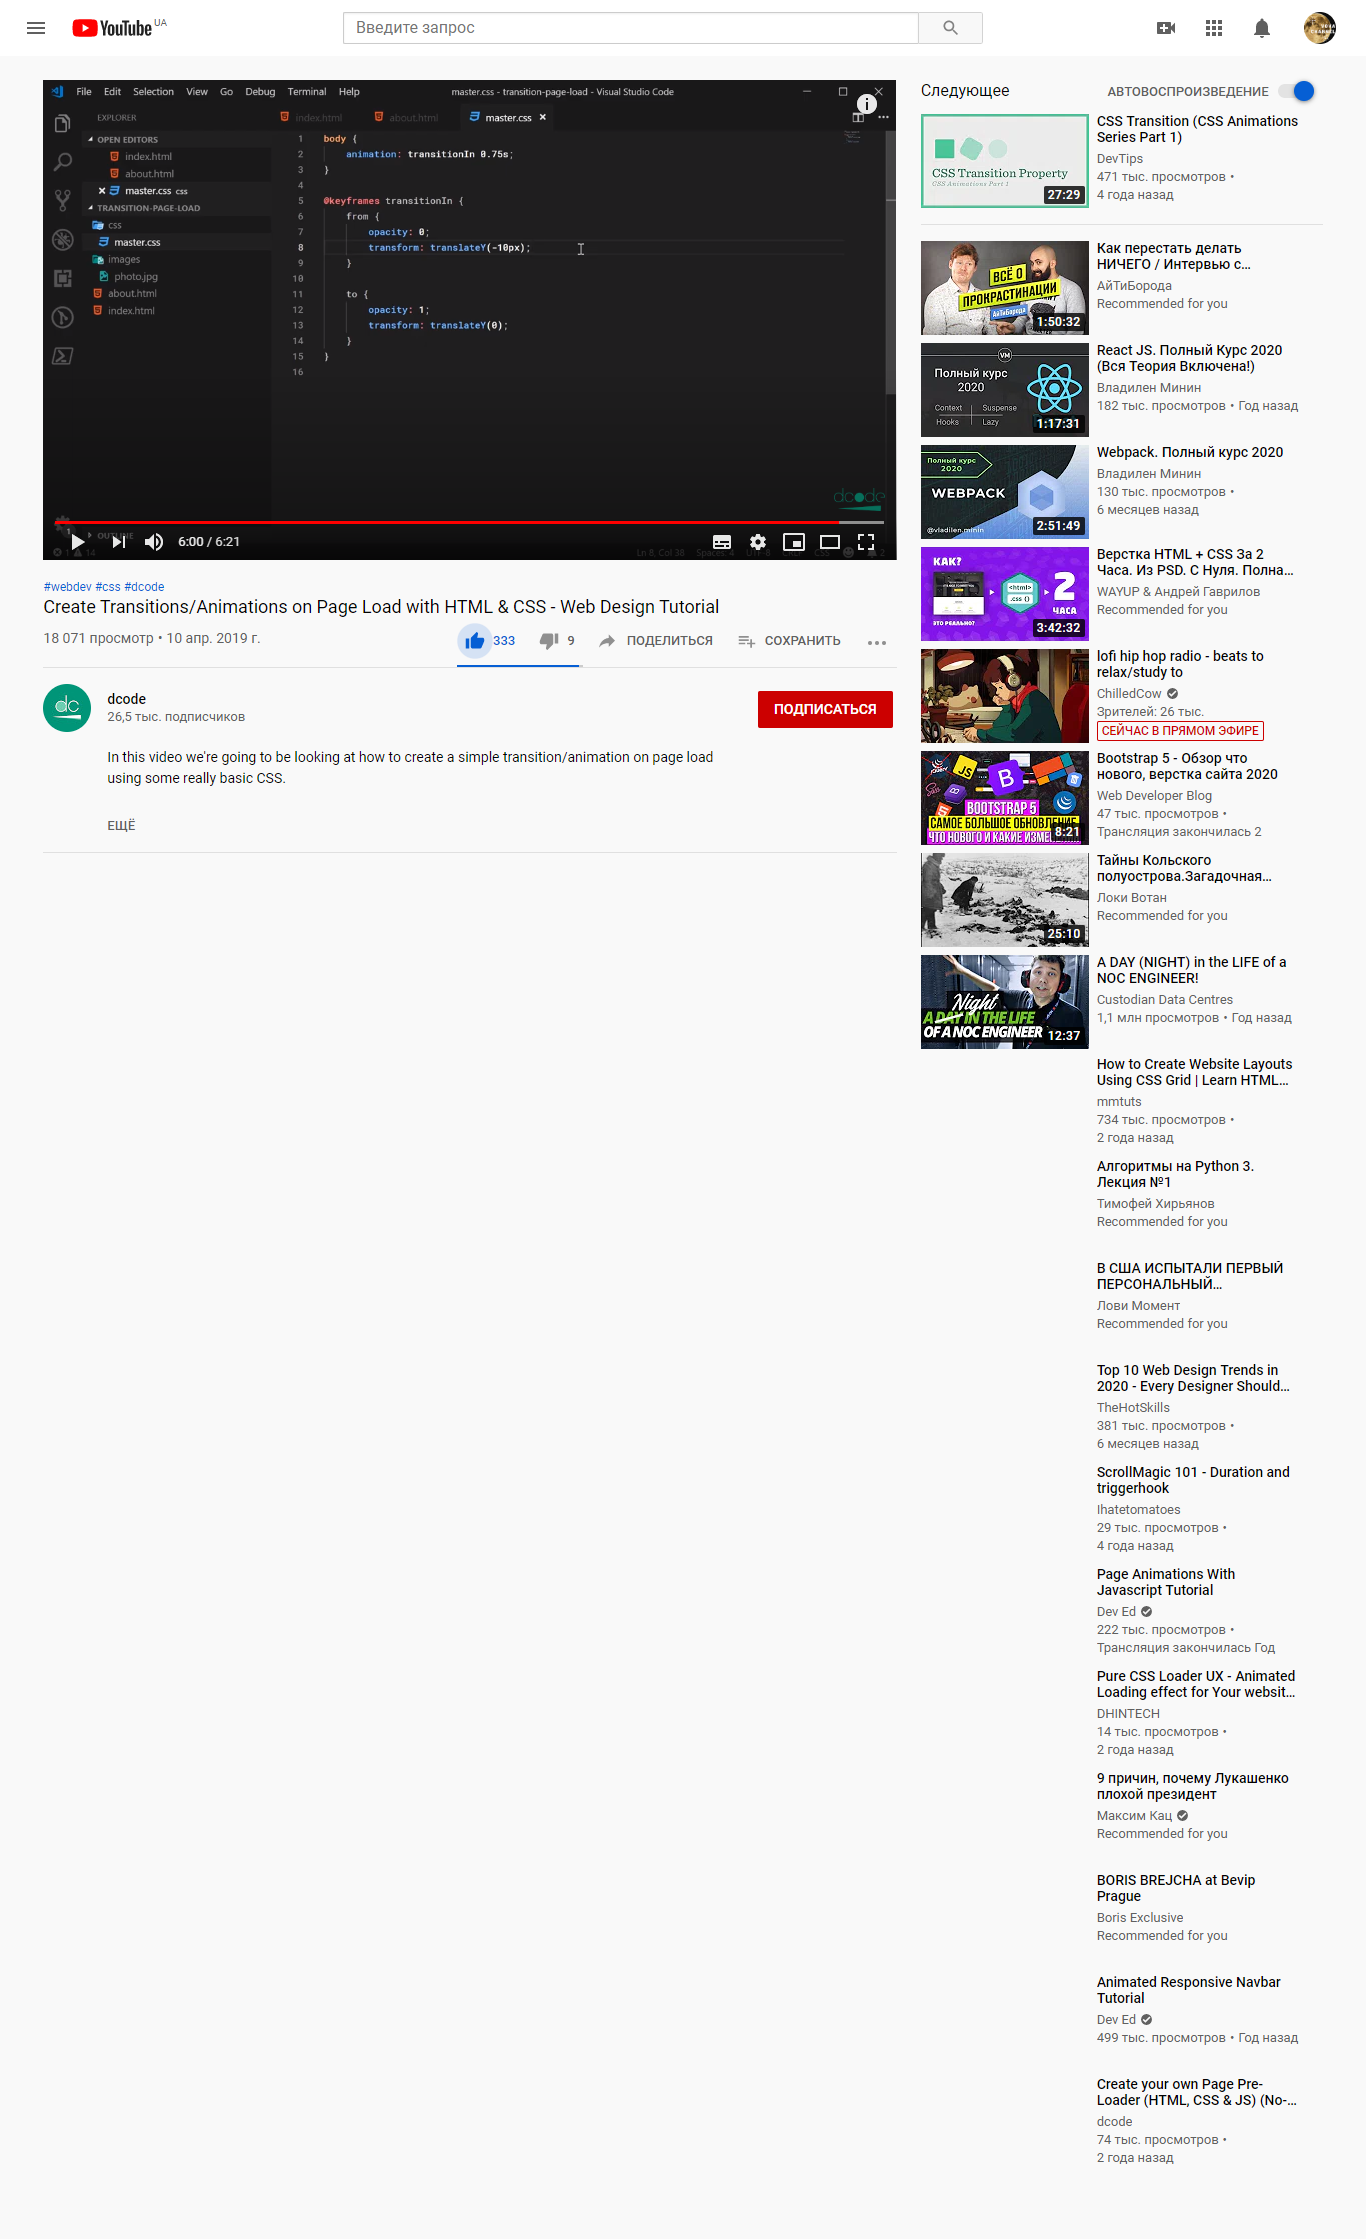 YouTube UA
Введите запрос
File Edit Selection View Go Debug Terminal Help
master.css - transition-page-load - Visual Studio Code
EXPLORER
OPEN EDITORS
index.html
about.html
master.css css
TRANSITION-PAGE-LOAD
css
master.css
images
photo.jpg
about.html
index.html
index.html about.html master.css
1 body {
2 animation: transitionIn 0.75s;
3 }
4
5 @keyframes transitionIn {
6 from {
7 opacity: 0;
8 transform: translateY(-10px);
9 }
10
11 to {
12 opacity: 1;
13 transform: translateY(0);
14 }
15 }
16
dcode
OUTLINE
6:00 / 6:21
Ln 8, Col 38
#webdev #css #dcode
Create Transitions/Animations on Page Load with HTML & CSS - Web Design Tutorial
18 071 просмотр • 10 апр. 2019 г.
333 9 ПОДЕЛИТЬСЯ СОХРАНИТЬ
dc
dcode
26,5 тыс. подписчиков
ПОДПИСАТЬСЯ
In this video we're going to be looking at how to create a simple transition/animation on page load
using some really basic CSS.
ЕЩЁ
Следующее
АВТОВОСПРОИЗВЕДЕНИЕ
CSS Transition Property
CSS Animations Part 1
27:29
CSS Transition (CSS Animations
Series Part 1)
DevTips
471 тыс. просмотров •
4 года назад
ВСЁ О
ПРОКРАСТИНАЦИИ
АйТиБорода
1:50:32
Как перестать делать
НИЧЕГО / Интервью с...
АйТиБорода
Recommended for you
VM
Полный курс
2020
Context Suspense
Hooks Lazy
1:17:31
React JS. Полный Курс 2020
(Вся Теория Включена!)
Владилен Минин
182 тыс. просмотров • Год назад
Полный курс
2020
WEBPACK
@vladilen.minin
2:51:49
Webpack. Полный курс 2020
Владилен Минин
130 тыс. просмотров •
6 месяцев назад
КАК?
<html>
.css {}
2
ЧАСА
ЭТО РЕАЛЬНО?
3:42:32
Верстка HTML + CSS За 2
Часа. Из PSD. С Нуля. Полна...
WAYUP & Андрей Гаврилов
Recommended for you
lofi hip hop radio - beats to
relax/study to
ChilledCow
Зрителей: 26 тыс.
СЕЙЧАС В ПРЯМОМ ЭФИРЕ
JS
B
BOOTSTRAP 5
САМОЕ БОЛЬШОЕ ОБНОВЛЕНИЕ
ЧТО НОВОГО И КАКИЕ
8:21
Bootstrap 5 - Обзор что
нового, верстка сайта 2020
Web Developer Blog
47 тыс. просмотров •
Трансляция закончилась 2
25:10
Тайны Кольского
полуострова.Загадочная...
Локи Вотан
Recommended for you
Night
A DAY IN THE LIFE
OF A NOC ENGINEER
12:37
A DAY (NIGHT) in the LIFE of a
NOC ENGINEER!
Custodian Data Centres
1,1 млн просмотров • Год назад
How to Create Website Layouts
Using CSS Grid | Learn HTML...
mmtuts
734 тыс. просмотров •
2 года назад
Алгоритмы на Python 3.
Лекция №1
Тимофей Хирьянов
Recommended for you
В США ИСПЫТАЛИ ПЕРВЫЙ
ПЕРСОНАЛЬНЫЙ...
Лови Момент
Recommended for you
Top 10 Web Design Trends in
2020 - Every Designer Should...
TheHotSkills
381 тыс. просмотров •
6 месяцев назад
ScrollMagic 101 - Duration and
triggerhook
Ihatetomatoes
29 тыс. просмотров •
4 года назад
Page Animations With
Javascript Tutorial
Dev Ed
222 тыс. просмотров •
Трансляция закончилась Год
Pure CSS Loader UX - Animated
Loading effect for Your websit...
DHINTECH
14 тыс. просмотров •
2 года назад
9 причин, почему Лукашенко
плохой президент
Максим Кац
Recommended for you
BORIS BREJCHA at Bevip
Prague
Boris Exclusive
Recommended for you
Animated Responsive Navbar
Tutorial
Dev Ed
499 тыс. просмотров • Год назад
Create your own Page Pre-
Loader (HTML, CSS & JS) (No-...
dcode
74 тыс. просмотров •
2 года назад